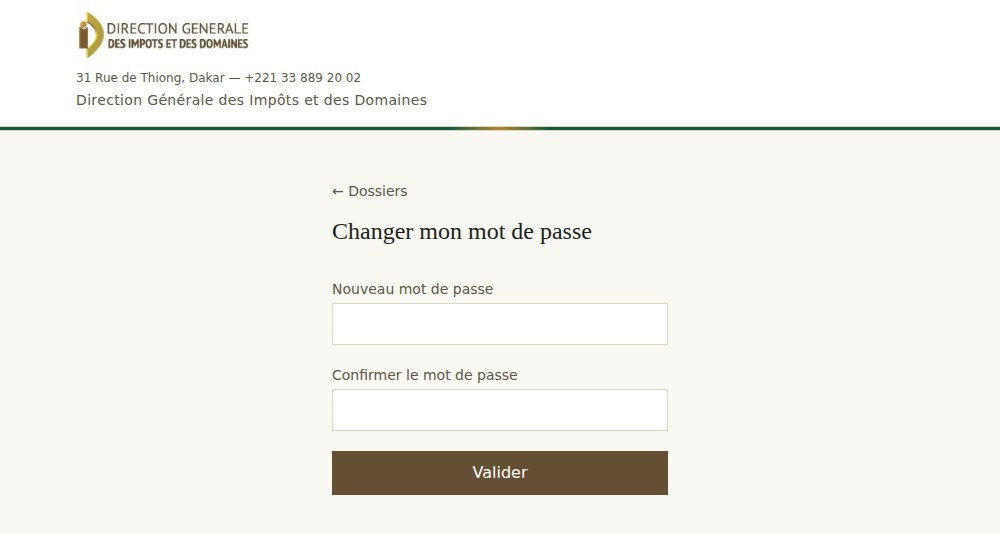 DIRECTION GENERALE
DES IMPOTS ET DES DOMAINES
31 Rue de Thiong, Dakar — +221 33 889 20 02
Direction Générale des Impôts et des Domaines
← Dossiers
Changer mon mot de passe
Nouveau mot de passe
Confirmer le mot de passe
Valider